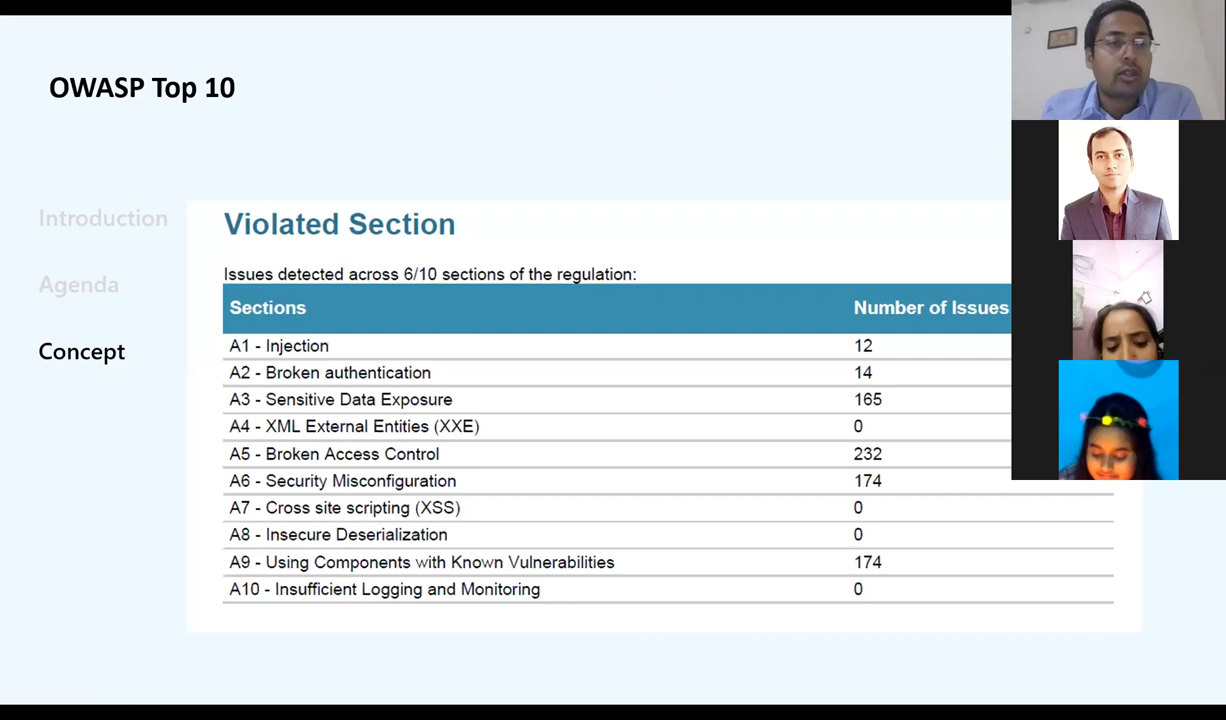 OWASP Top 10
Introduction
Agenda
Concept
Violated Section
Issues detected across 6/10 sections of the regulation:
Sections Number of Issues
A1 - Injection 12
A2 - Broken authentication 14
A3 - Sensitive Data Exposure 165
A4 - XML External Entities (XXE) 0
A5 - Broken Access Control 232
A6 - Security Misconfiguration 174
A7 - Cross site scripting (XSS) 0
A8 - Insecure Deserialization 0
A9 - Using Components with Known Vulnerabilities 174
A10 - Insufficient Logging and Monitoring 0